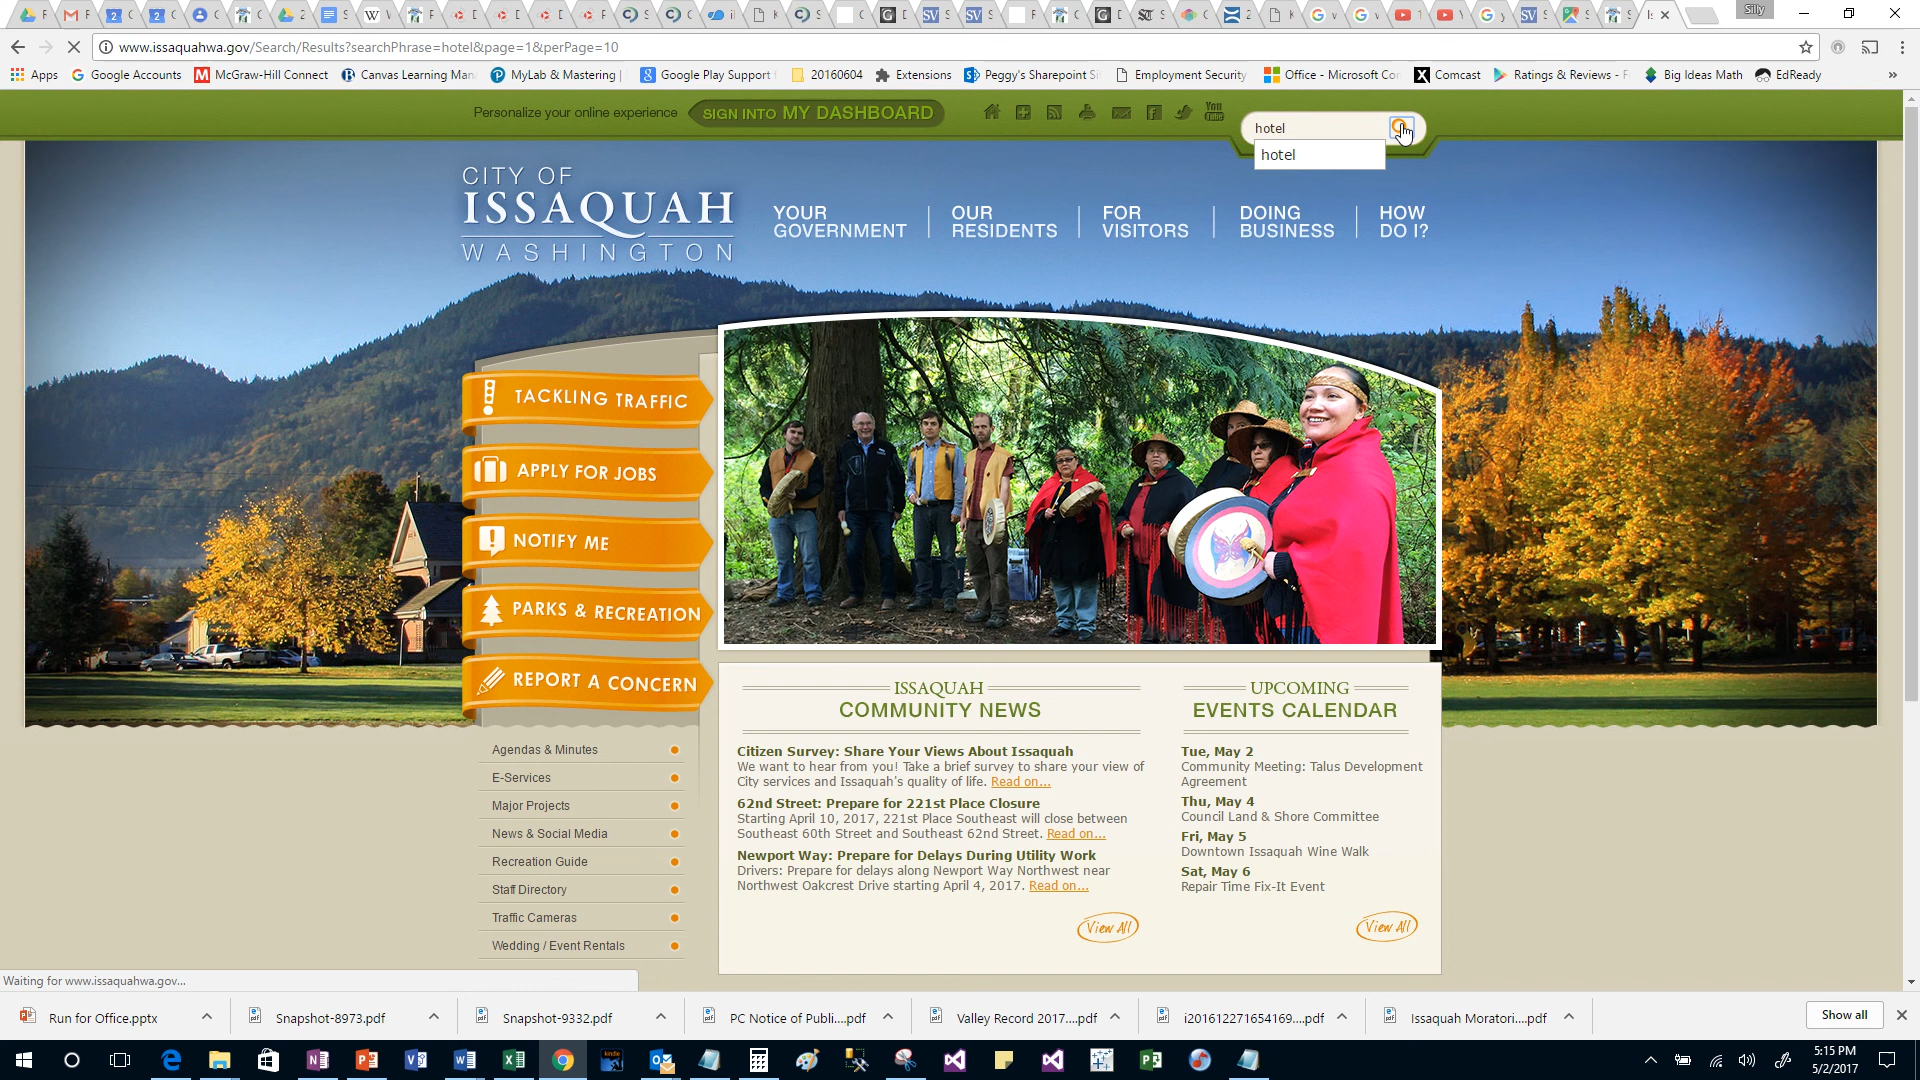 Silly
www.issaquahwa.gov/Search/Results?searchPhrase=hotel&page=1&perPage=10
Apps
Google Accounts
McGraw-Hill Connect
Canvas Learning Man
MyLab & Mastering |
Google Play Support
20160604
Extensions
Peggy's Sharepoint Si
Employment Security
Office - Microsoft Co
Comcast
Ratings & Reviews - F
Big Ideas Math
EdReady
»
Personalize your online experience
SIGN INTO MY DASHBOARD
You
Tube
hotel
hotel
CITY OF
ISSAQUAH
WASHINGTON
YOUR
GOVERNMENT
OUR
RESIDENTS
FOR
VISITORS
DOING
BUSINESS
HOW
DO I?
TACKLING TRAFFIC
APPLY FOR JOBS
NOTIFY ME
PARKS & RECREATION
REPORT A CONCERN
Agendas & Minutes
E-Services
Major Projects
News & Social Media
Recreation Guide
Staff Directory
Traffic Cameras
Wedding / Event Rentals
ISSAQUAH
COMMUNITY NEWS
Citizen Survey: Share Your Views About Issaquah
We want to hear from you! Take a brief survey to share your view of
City services and Issaquah's quality of life. Read on...
62nd Street: Prepare for 221st Place Closure
Starting April 10, 2017, 221st Place Southeast will close between
Southeast 60th Street and Southeast 62nd Street. Read on...
Newport Way: Prepare for Delays During Utility Work
Drivers: Prepare for delays along Newport Way Northwest near
Northwest Oakcrest Drive starting April 4, 2017. Read on...
View All
UPCOMING
EVENTS CALENDAR
Tue, May 2
Community Meeting: Talus Development
Agreement
Thu, May 4
Council Land & Shore Committee
Fri, May 5
Downtown Issaquah Wine Walk
Sat, May 6
Repair Time Fix-It Event
View All
Waiting for www.issaquahwa.gov...
Run for Office.pptx
Snapshot-8973.pdf
Snapshot-9332.pdf
PC Notice of Publi....pdf
Valley Record 2017....pdf
i201612271654169....pdf
Issaquah Moratori....pdf
Show all
5:15 PM
5/2/2017